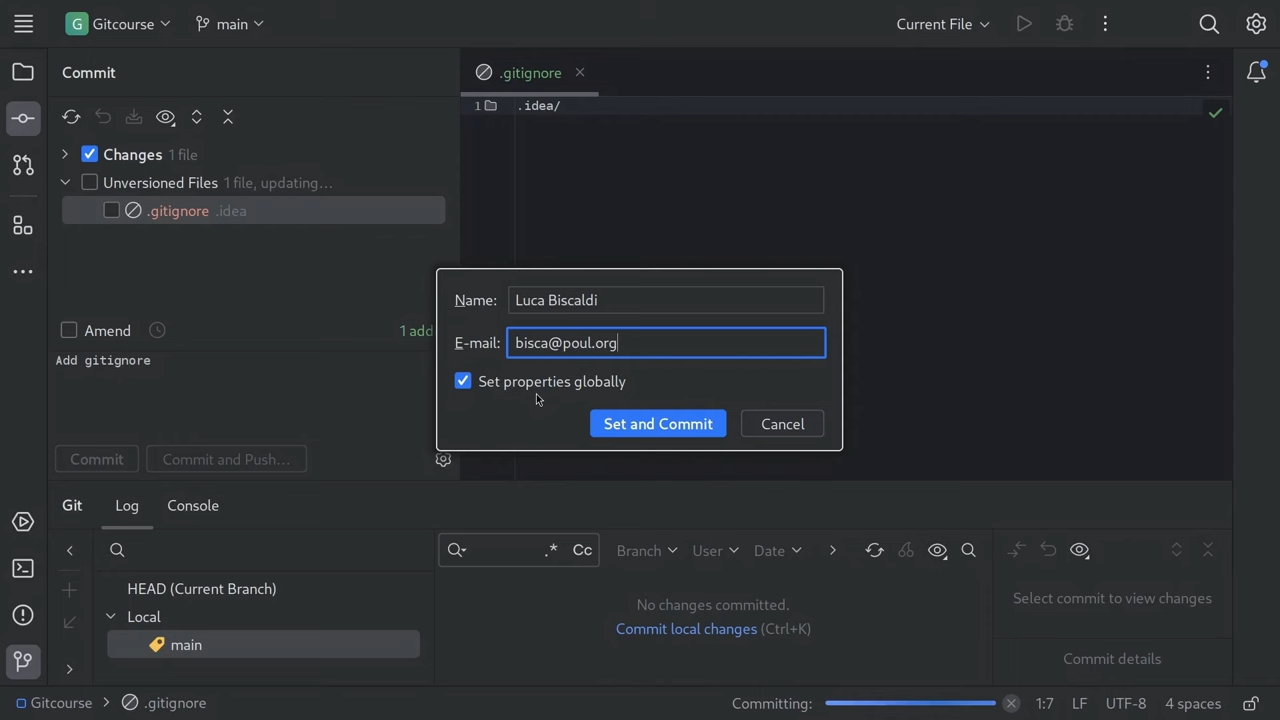 G Gitcourse
main
Current File
Commit
.gitignore
1 .idea/
Changes 1 file
Unversioned Files 1 file, updating…
.gitignore .idea
Name: Luca Biscaldi
E-mail: bisca@poul.org
Set properties globally
Set and Commit
Cancel
Amend
1 add
Add gitignore
Commit
Commit and Push…
Git
Log
Console
.*
Cc
Branch
User
Date
HEAD (Current Branch)
Local
main
No changes committed.
Commit local changes (Ctrl+K)
Select commit to view changes
Commit details
Gitcourse
.gitignore
Committing:
1:7
LF
UTF-8
4 spaces